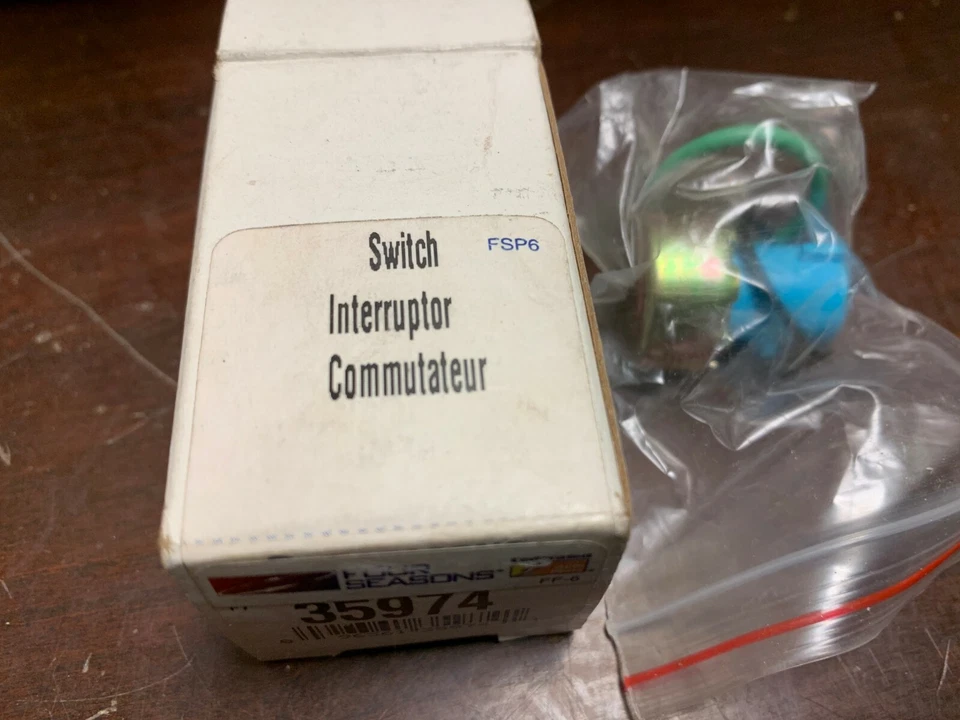 Switch FSP6
Interruptor
Commutateur
FOUR
SEASONS
FF-6
35974